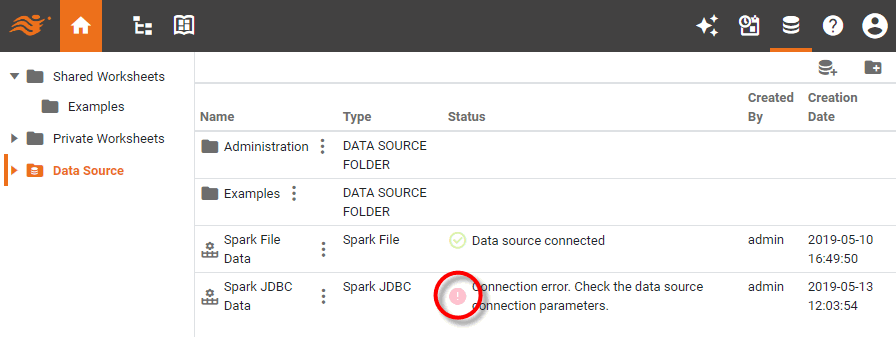 Shared Worksheets
Examples
Private Worksheets
Data Source
Name Type Status Created By Creation Date
Administration DATA SOURCE FOLDER
Examples DATA SOURCE FOLDER
Spark File Data Spark File Data source connected admin 2019-05-10 16:49:50
Spark JDBC Data Spark JDBC Connection error. Check the data source connection parameters. admin 2019-05-13 12:03:54